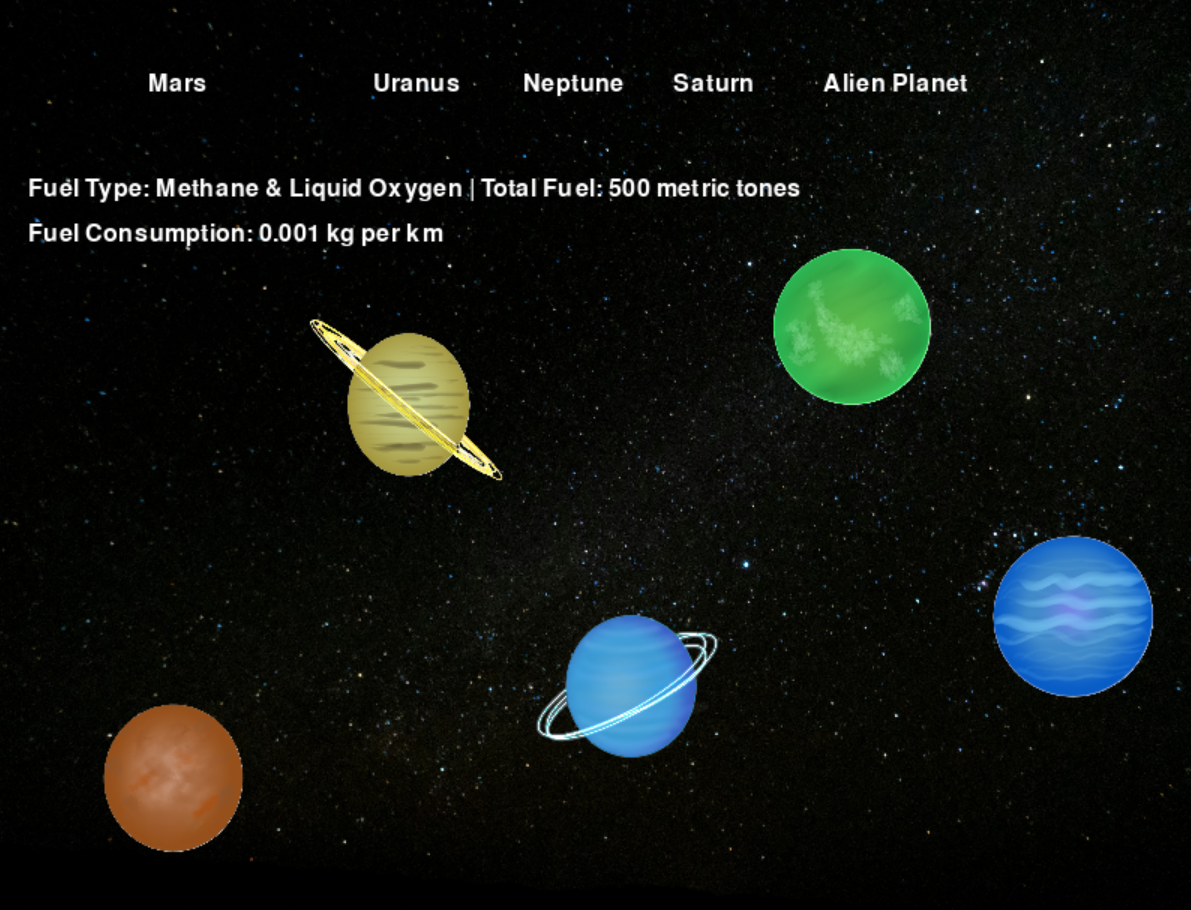 Mars Uranus Neptune Saturn Alien Planet
Fuel Type: Methane & Liquid Oxygen | Total Fuel: 500 metric tones
Fuel Consumption: 0.001 kg per km